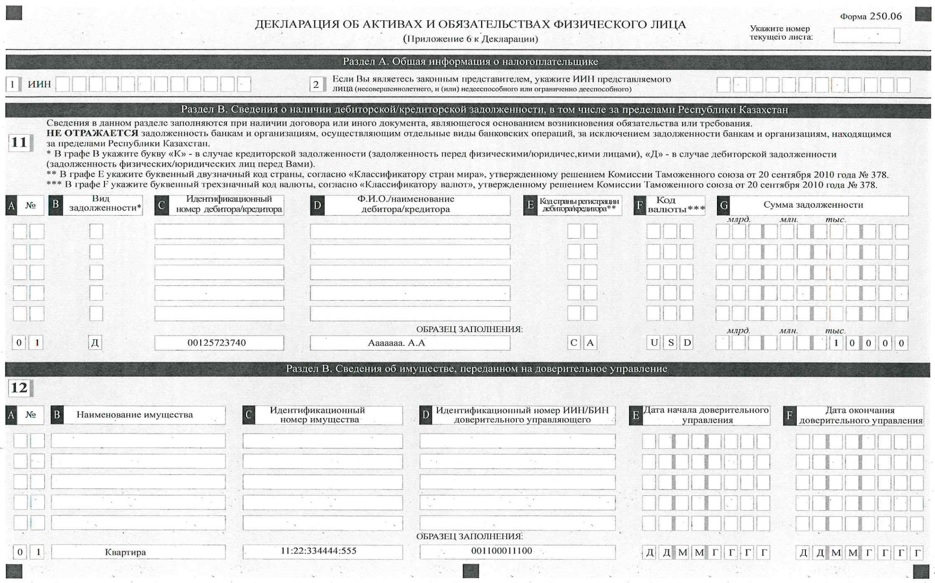 Форма 250.06
ДЕКЛАРАЦИЯ ОБ АКТИВАХ И ОБЯЗАТЕЛЬСТВАХ ФИЗИЧЕСКОГО ЛИЦА
(Приложение 6 к Декларации)
Укажите номер
текущего листа:
Раздел А. Общая информация о налогоплательщике
1 ИИН
2 Если Вы являетесь законным представителем, укажите ИИН представляемого
лица (несовершеннолетнего, и (или) недееспособного или ограничено дееспособного)
Раздел В. Сведения о наличии дебиторской/кредиторской задолженности, в том числе за пределами Республики Казахстан
11
Сведения в данном разделе заполняются при наличии договора или иного документа, являющегося основанием возникновения обязательства или требования.
НЕ ОТРАЖАЕТСЯ задолженность банкам и организациям, осуществляющим отдельные виды банковских операций, за исключением задолженности банкам и организациям, находящимся
за пределами Республики Казахстан.
* В графе В укажите букву «К» - в случае кредиторской задолженности (задолженность перед физическими/юридичес,кими лицами), «Д» - в случае дебиторской задолженности
(задолженность физических/юридических лиц перед Вами).
** В графе Е укажите буквенный двузначный код страны, согласно «Классификатору стран мира», утвержденному решением Комиссии Таможенного союза от 20 сентября 2010 года № 378.
*** В графе F укажите буквенный трехзначный код валюты, согласно «Классификатору валют», утвержденному решением Комиссии Таможенного союза от 20 сентября 2010 года № 378.
A № B Вид задолженности* C Идентификационный номер дебитора/кредитора D Ф.И.О./наименование дебитора/кредитора E Код страны регистрации дебитора/кредитора** F Код валюты*** G Сумма задолженности
млрд. млн. тыс.
ОБРАЗЕЦ ЗАПОЛНЕНИЯ:
млрд. млн. тыс.
0 1 Д 00125723740 Ааааааа. А.А C A U S D 1 0 0 0 0
Раздел В. Сведения об имуществе, переданном на доверительное управление
12
A № B Наименование имущества C Идентификационный номер имущества D Идентификационный номер ИИН/БИН доверительного управляющего E Дата начала доверительного управления F Дата окончания доверительного управления
ОБРАЗЕЦ ЗАПОЛНЕНИЯ:
0 1 Квартира 11:22:334444:555 001100011100 Д Д М М Г Г Г Г Д Д М М Г Г Г Г